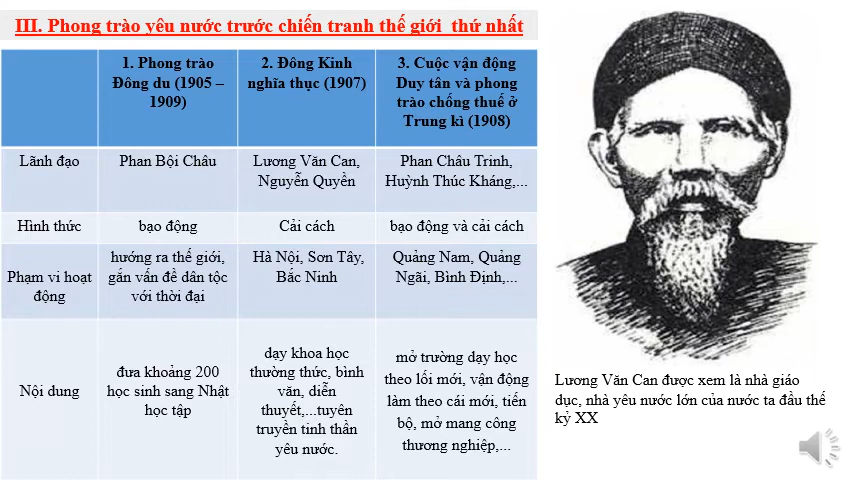 III. Phong trào yêu nước trước chiến tranh thế giới thứ nhất
1. Phong trào
Đông du (1905 –
1909)
2. Đông Kinh
nghĩa thục (1907)
3. Cuộc vận động
Duy tân và phong
trào chống thuế ở
Trung kì (1908)
Lãnh đạo
Phan Bội Châu
Lương Văn Can,
Nguyễn Quyền
Phan Châu Trinh,
Huỳnh Thúc Kháng,...
Hình thức
bạo động
Cải cách
bạo động và cải cách
Phạm vi hoạt
động
hướng ra thế giới,
gắn vấn đề dân tộc
với thời đại
Hà Nội, Sơn Tây,
Bắc Ninh
Quảng Nam, Quảng
Ngãi, Bình Định,...
Nội dung
đưa khoảng 200
học sinh sang Nhật
học tập
dạy khoa học
thường thức, bình
văn, diễn
thuyết,...tuyên
truyền tinh thần
yêu nước.
mở trường dạy học
theo lối mới, vận động
làm theo cái mới, tiến
bộ, mở mang công
thương nghiệp,...
Lương Văn Can được xem là nhà giáo
dục, nhà yêu nước lớn của nước ta đầu thế
kỷ XX